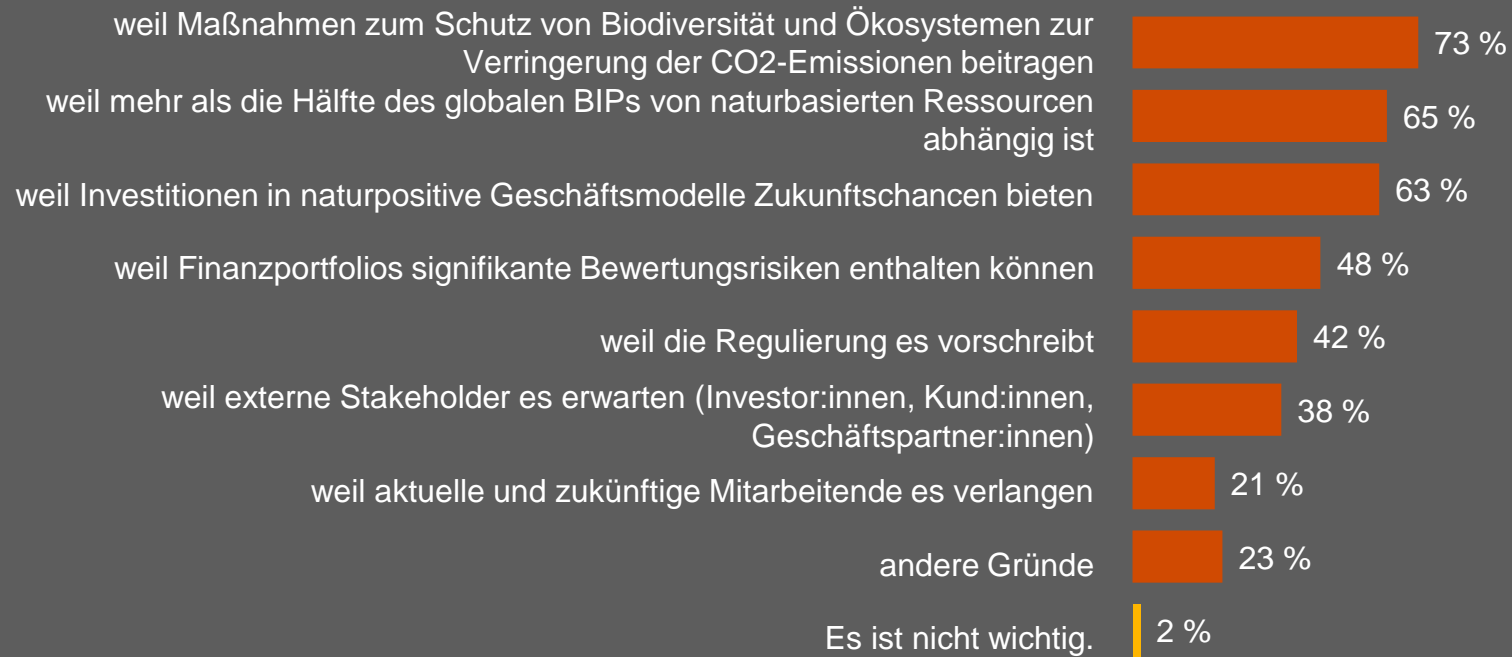 weil Maßnahmen zum Schutz von Biodiversität und Ökosystemen zur
Verringerung der CO2-Emissionen beitragen
73 %
weil mehr als die Hälfte des globalen BIPs von naturbasierten Ressourcen
abhängig ist
65 %
weil Investitionen in naturpositive Geschäftsmodelle Zukunftschancen bieten
63 %
weil Finanzportfolios signifikante Bewertungsrisiken enthalten können
48 %
weil die Regulierung es vorschreibt
42 %
weil externe Stakeholder es erwarten (Investor:innen, Kund:innen,
Geschäftspartner:innen)
38 %
weil aktuelle und zukünftige Mitarbeitende es verlangen
21 %
andere Gründe
23 %
Es ist nicht wichtig.
2 %